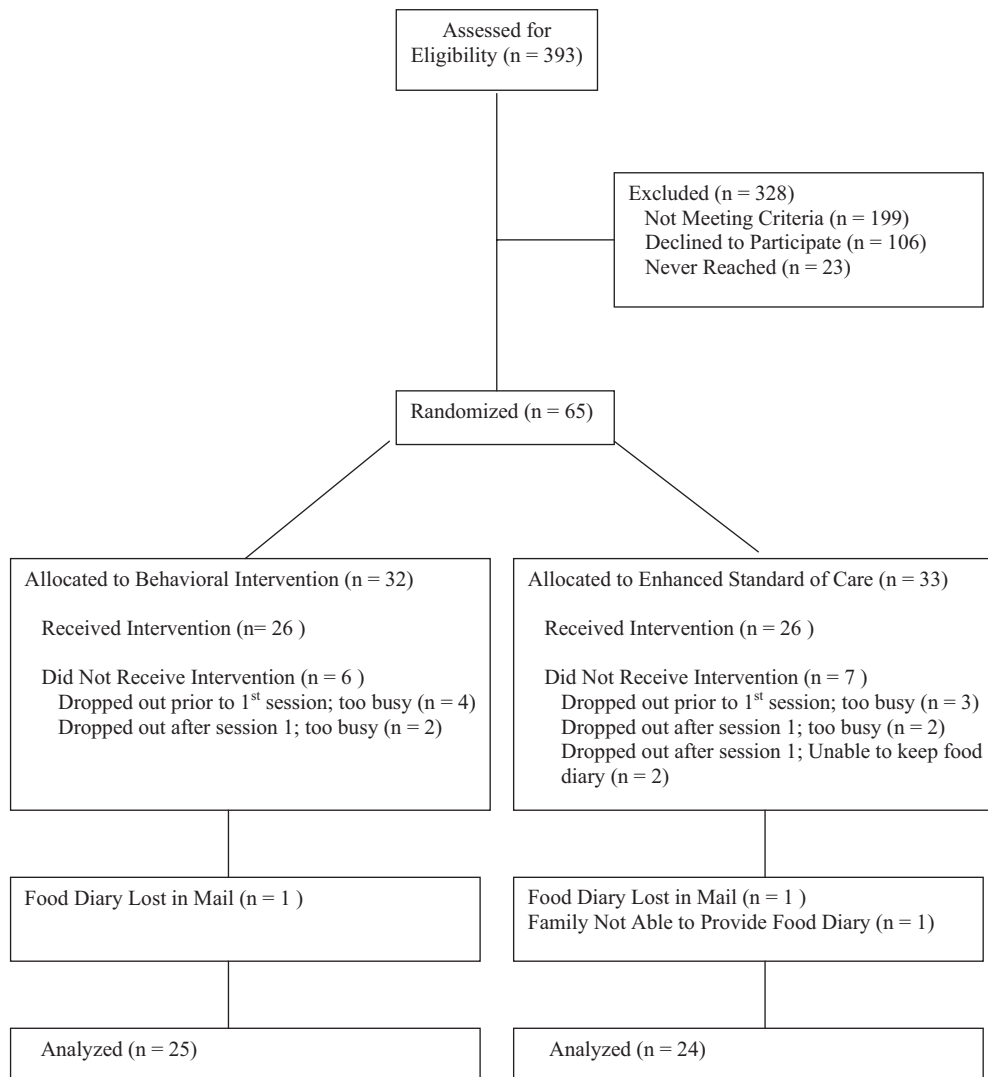 Assessed for
Eligibility (n = 393)
Excluded (n = 328)
Not Meeting Criteria (n = 199)
Declined to Participate (n = 106)
Never Reached (n = 23)
Randomized (n = 65)
Allocated to Behavioral Intervention (n = 32)
Received Intervention (n= 26 )
Did Not Receive Intervention (n = 6 )
Dropped out prior to 1st session; too busy (n = 4)
Dropped out after session 1; too busy (n = 2)
Allocated to Enhanced Standard of Care (n = 33)
Received Intervention (n = 26 )
Did Not Receive Intervention (n = 7 )
Dropped out prior to 1st session; too busy (n = 3)
Dropped out after session 1; too busy (n = 2)
Dropped out after session 1; Unable to keep food
diary (n = 2)
Food Diary Lost in Mail (n = 1 )
Food Diary Lost in Mail (n = 1 )
Family Not Able to Provide Food Diary (n = 1)
Analyzed (n = 25)
Analyzed (n = 24)